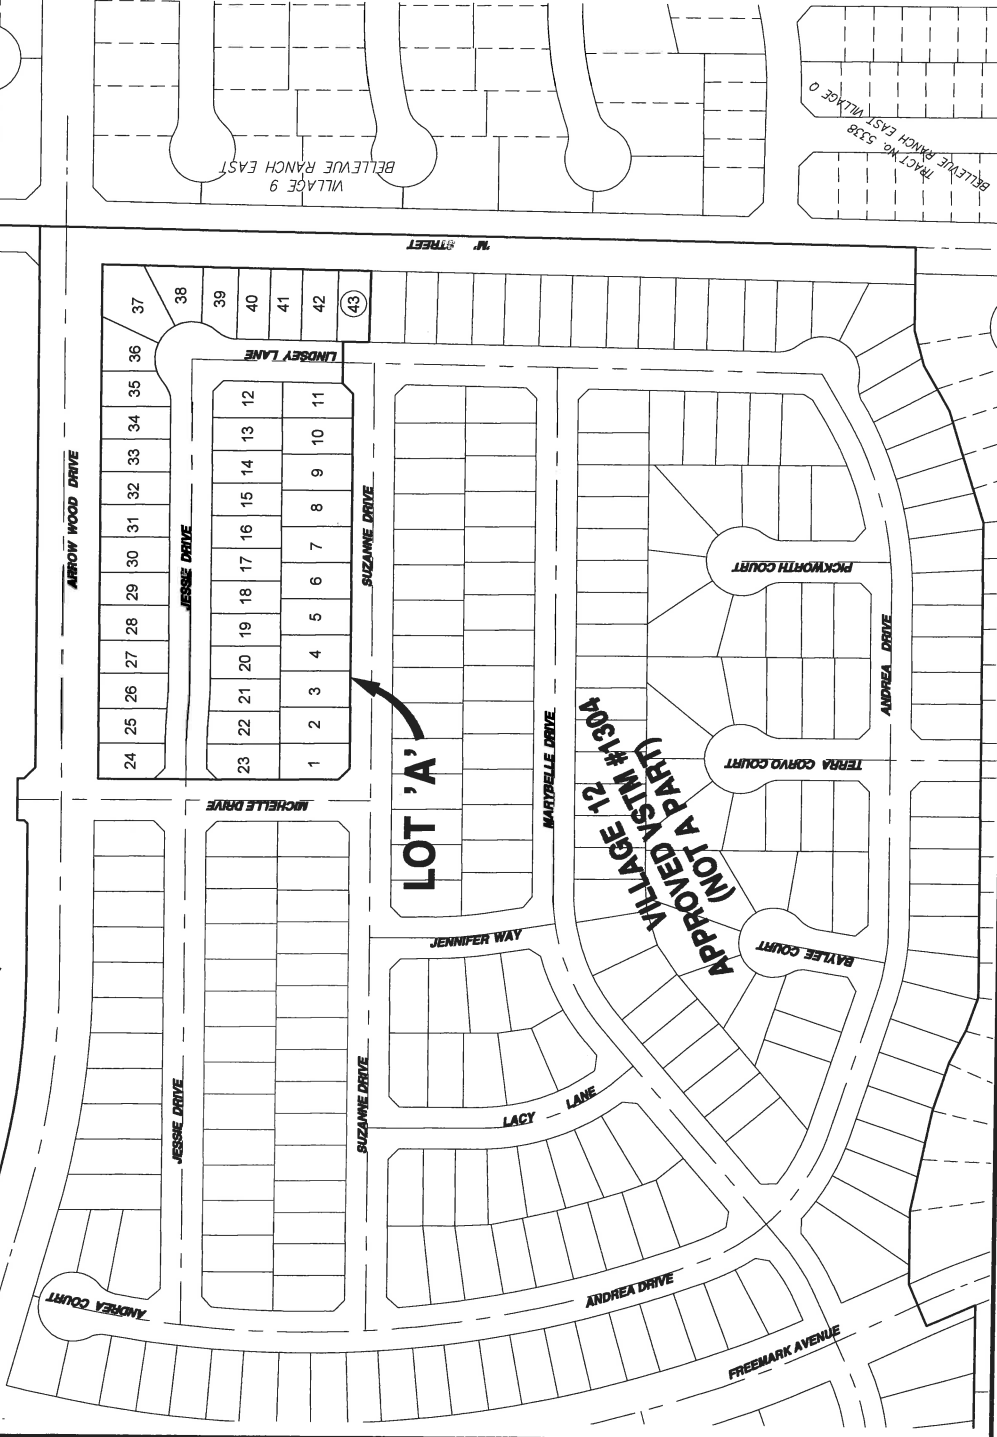 VILLAGE 9
BELLEVUE RANCH EAST
TRACT No. 5338
BELLEVUE RANCH EAST VILLAGE Q
"M" STREET
37
38
39
40
41
42
43
36
35
34
33
32
31
30
29
28
27
26
25
24
LINDSEY LANE
ARROW WOOD DRIVE
JESSIE DRIVE
12
13
14
15
16
17
18
19
20
21
22
23
11
10
9
8
7
6
5
4
3
2
1
SUZANNE DRIVE
MICHELLE DRIVE
LOT 'A'
MARYBELLE DRIVE
PICKWORTH COURT
ANDREA DRIVE
TERRA CORVO COURT
VILLAGE 12
APPROVED VSTM #1304
(NOT A PART)
JENNIFER WAY
BAYLEE COURT
JESSIE DRIVE
SUZANNE DRIVE
LACY LANE
ANDREA COURT
ANDREA DRIVE
FREEMARK AVENUE